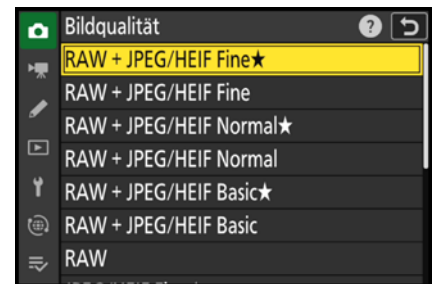 Bildqualität
RAW + JPEG/HEIF Fine★
RAW + JPEG/HEIF Fine
RAW + JPEG/HEIF Normal★
RAW + JPEG/HEIF Normal
RAW + JPEG/HEIF Basic★
RAW + JPEG/HEIF Basic
RAW